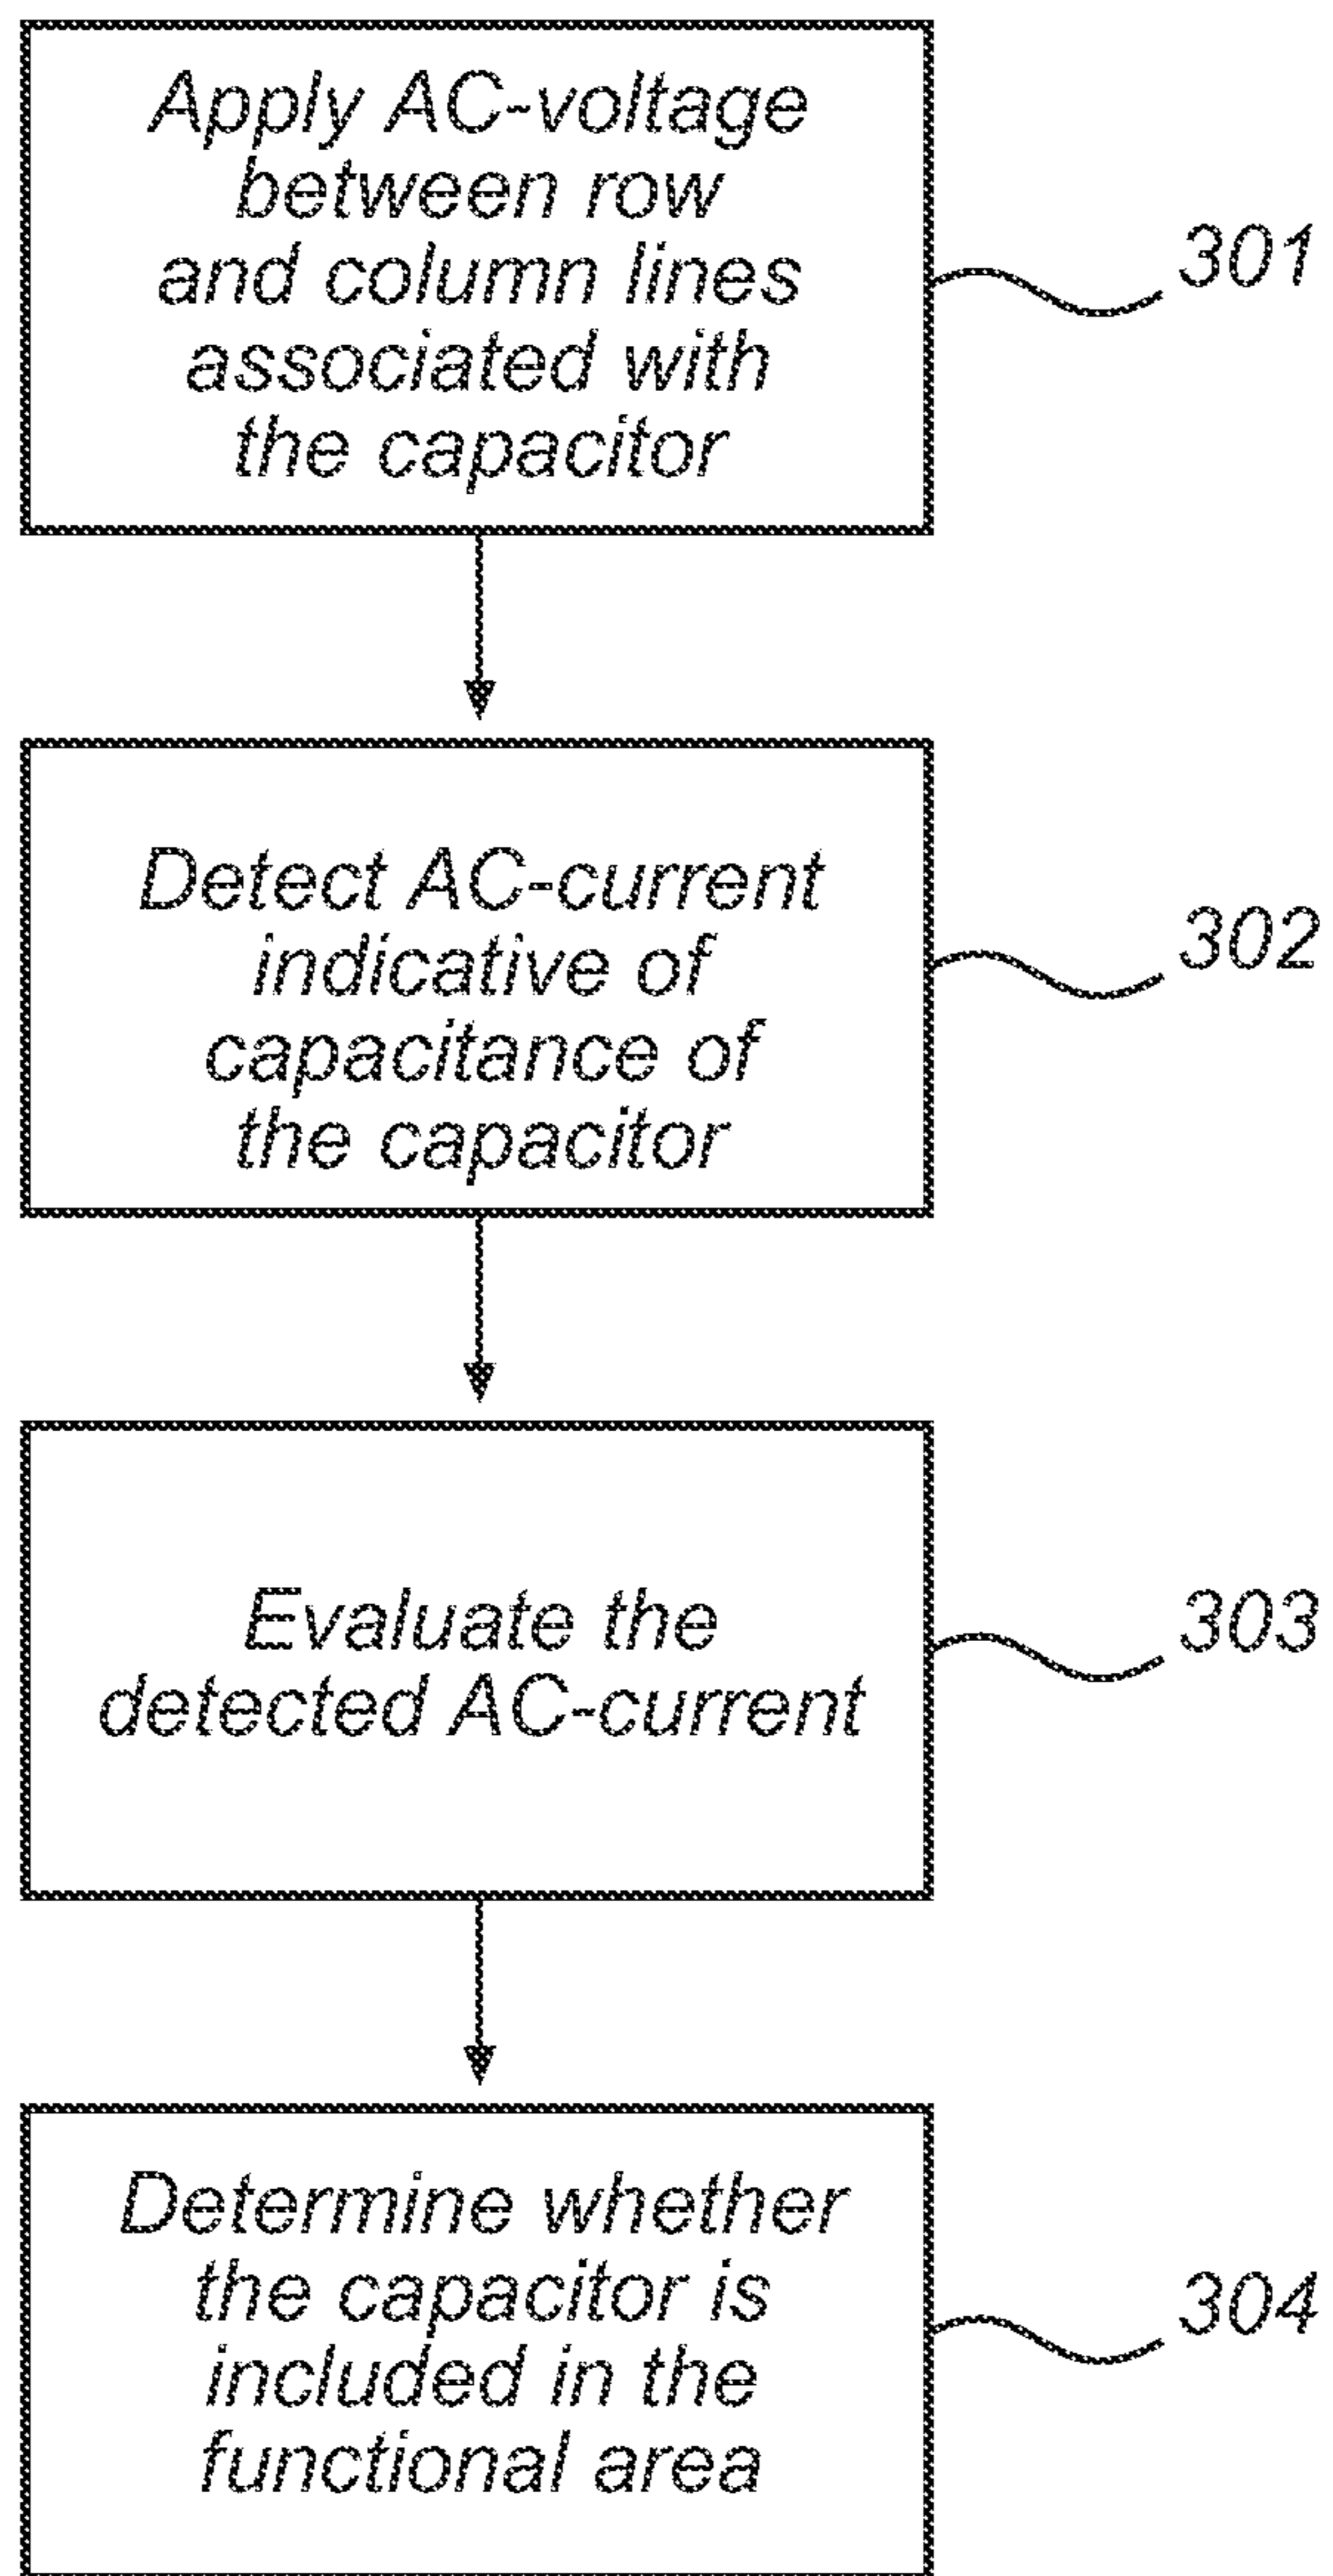 Apply AC-voltage
between row
and column lines
associated with
the capacitor
301
Detect AC-current
indicative of
capacitance of
the capacitor
302
Evaluate the
detected AC-current
303
Determine whether
the capacitor is
included in the
functional area
304